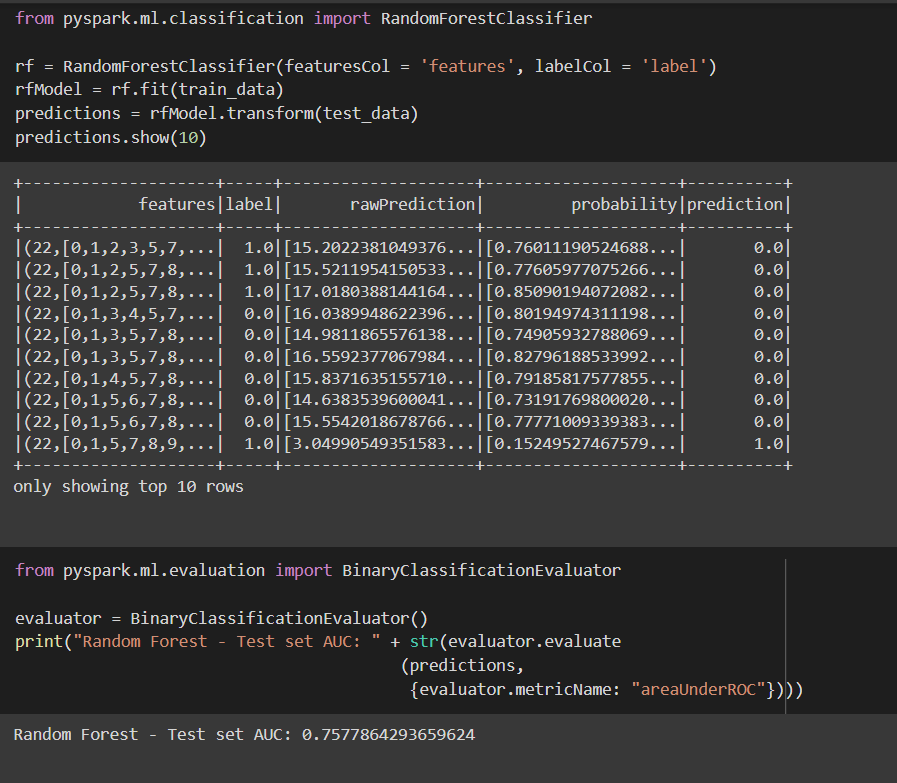 from pyspark.ml.classification import RandomForestClassifier
rf = RandomForestClassifier(featuresCol = 'features', labelCol = 'label')
rfModel = rf.fit(train_data)
predictions = rfModel.transform(test_data)
predictions.show(10)
+--------------------+-----+--------------------+--------------------+----------+
|            features|label|       rawPrediction|         probability|prediction|
+--------------------+-----+--------------------+--------------------+----------+
|(22,[0,1,2,3,5,7,...|  1.0|[15.2022381049376...|[0.76011190524688...|       0.0|
|(22,[0,1,2,5,7,8,...|  1.0|[15.5211954150533...|[0.77605977075266...|       0.0|
|(22,[0,1,2,5,7,8,...|  1.0|[17.0180388144164...|[0.85090194072082...|       0.0|
|(22,[0,1,3,4,5,7,...|  0.0|[16.0389948622396...|[0.80194974311198...|       0.0|
|(22,[0,1,3,5,7,8,...|  0.0|[14.9811865576138...|[0.74905932788069...|       0.0|
|(22,[0,1,3,5,7,8,...|  0.0|[16.5592377067984...|[0.82796188533992...|       0.0|
|(22,[0,1,4,5,7,8,...|  0.0|[15.8371635155710...|[0.79185817577855...|       0.0|
|(22,[0,1,5,6,7,8,...|  0.0|[14.6383539600041...|[0.73191769800020...|       0.0|
|(22,[0,1,5,6,7,8,...|  0.0|[15.5542018678766...|[0.77771009339383...|       0.0|
|(22,[0,1,5,7,8,9,...|  1.0|[3.04990549351583...|[0.15249527467579...|       1.0|
+--------------------+-----+--------------------+--------------------+----------+
only showing top 10 rows
from pyspark.ml.evaluation import BinaryClassificationEvaluator
evaluator = BinaryClassificationEvaluator()
print("Random Forest - Test set AUC: " + str(evaluator.evaluate
(predictions,
{evaluator.metricName: "areaUnderROC"})))
Random Forest - Test set AUC: 0.7577864293659624